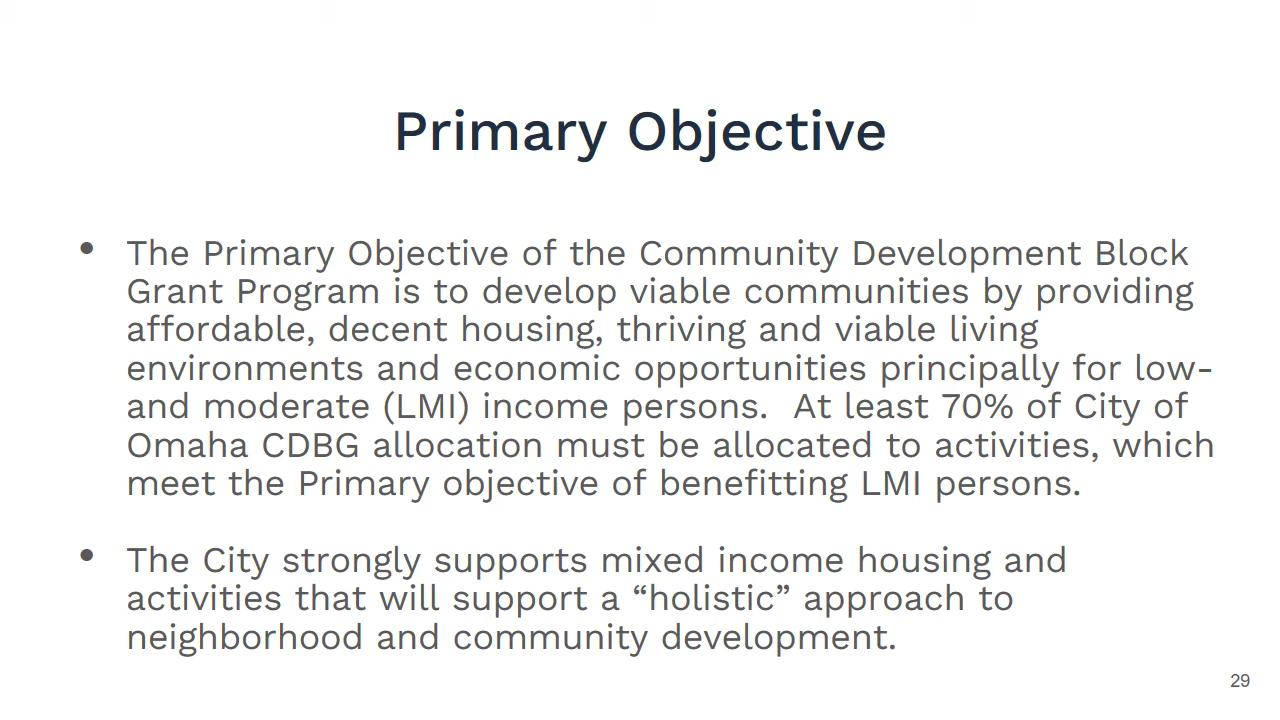 Primary Objective
• The Primary Objective of the Community Development Block
Grant Program is to develop viable communities by providing
affordable, decent housing, thriving and viable living
environments and economic opportunities principally for low-
and moderate (LMI) income persons.  At least 70% of City of
Omaha CDBG allocation must be allocated to activities, which
meet the Primary objective of benefitting LMI persons.
• The City strongly supports mixed income housing and
activities that will support a “holistic” approach to
neighborhood and community development.
29